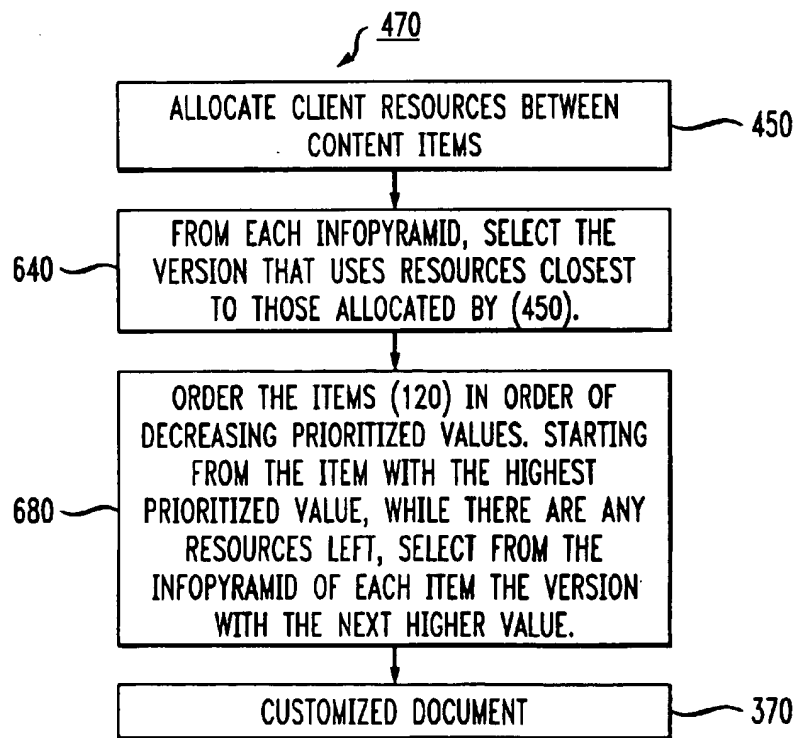 470
ALLOCATE CLIENT RESOURCES BETWEEN
CONTENT ITEMS
450
FROM EACH INFOPYRAMID, SELECT THE
VERSION THAT USES RESOURCES CLOSEST
TO THOSE ALLOCATED BY (450).
640
ORDER THE ITEMS (120) IN ORDER OF
DECREASING PRIORITIZED VALUES. STARTING
FROM THE ITEM WITH THE HIGHEST
PRIORITIZED VALUE, WHILE THERE ARE ANY
RESOURCES LEFT, SELECT FROM THE
INFOPYRAMID OF EACH ITEM THE VERSION
WITH THE NEXT HIGHER VALUE.
680
CUSTOMIZED DOCUMENT
370